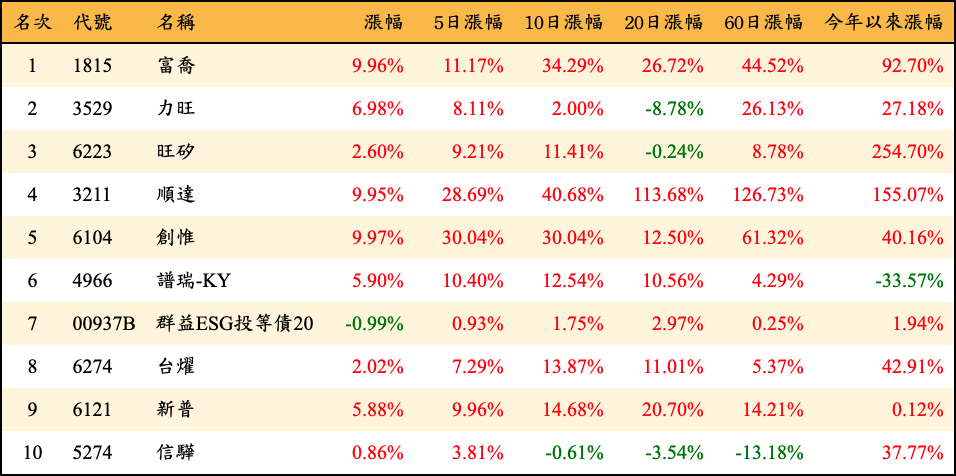 名次 代號 名稱 漲幅 5日漲幅 10日漲幅 20日漲幅 60日漲幅 今年以來漲幅
1 1815 富喬 9.96% 11.17% 34.29% 26.72% 44.52% 92.70%
2 3529 力旺 6.98% 8.11% 2.00% -8.78% 26.13% 27.18%
3 6223 旺矽 2.60% 9.21% 11.41% -0.24% 8.78% 254.70%
4 3211 順達 9.95% 28.69% 40.68% 113.68% 126.73% 155.07%
5 6104 創惟 9.97% 30.04% 30.04% 12.50% 61.32% 40.16%
6 4966 譜瑞-KY 5.90% 10.40% 12.54% 10.56% 4.29% -33.57%
7 00937B 群益ESG投等債20 -0.99% 0.93% 1.75% 2.97% 0.25% 1.94%
8 6274 台燿 2.02% 7.29% 13.87% 11.01% 5.37% 42.91%
9 6121 新普 5.88% 9.96% 14.68% 20.70% 14.21% 0.12%
10 5274 信驊 0.86% 3.81% -0.61% -3.54% -13.18% 37.77%